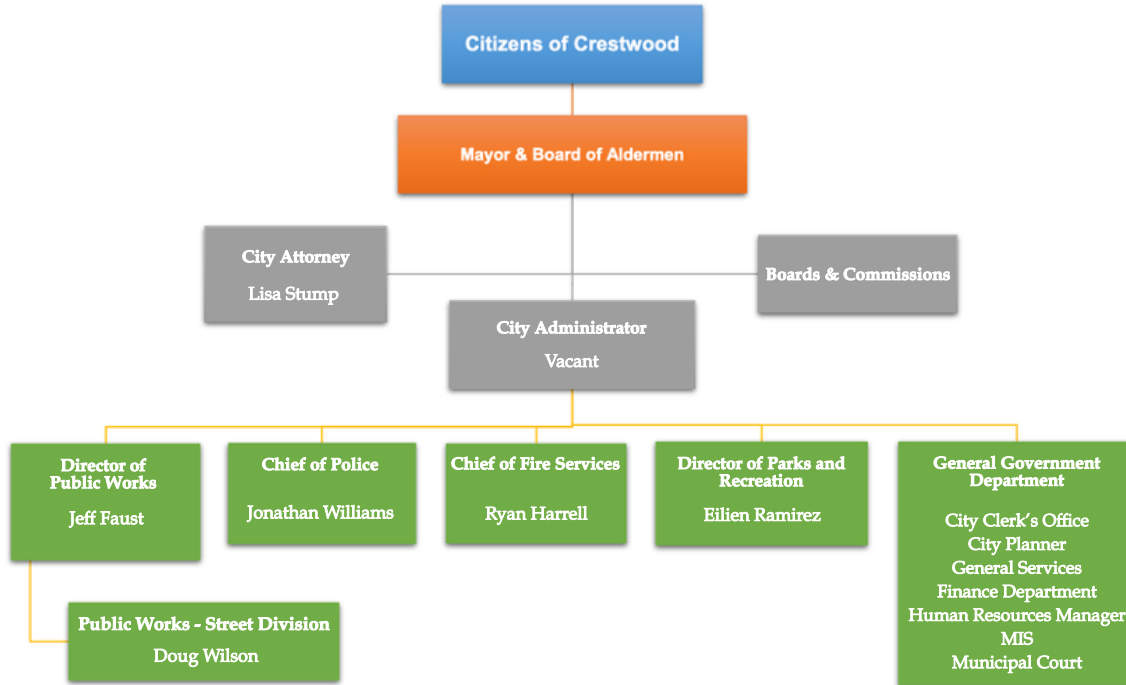 Citizens of Crestwood
Mayor & Board of Aldermen
City Attorney
Lisa Stump
Boards & Commissions
City Administrator
Vacant
Director of
Public Works
Jeff Faust
Chief of Police
Jonathan Williams
Chief of Fire Services
Ryan Harrell
Director of Parks and
Recreation
Eilien Ramirez
General Government
Department
City Clerk's Office
City Planner
General Services
Finance Department
Human Resources Manager
MIS
Municipal Court
Public Works - Street Division
Doug Wilson